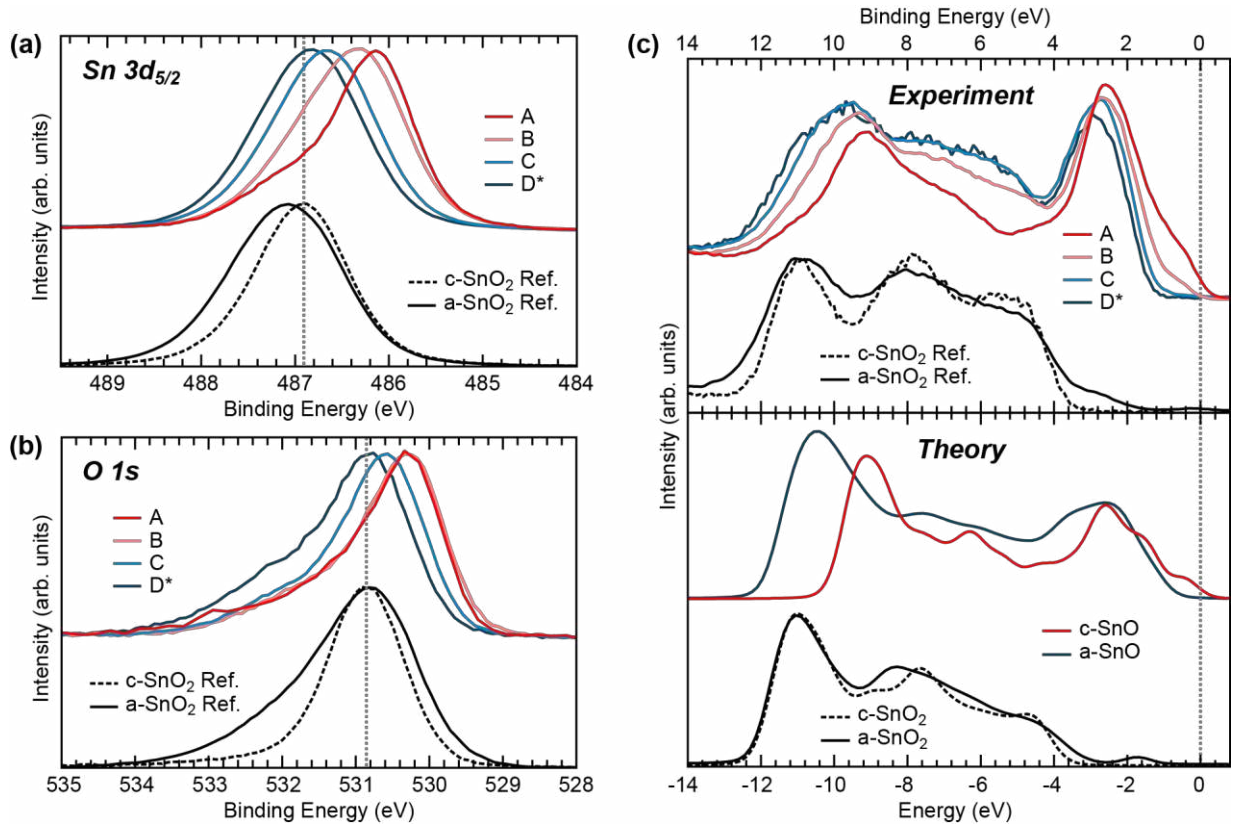 (a)
Sn 3d5/2
A
B
C
D*
c-SnO2 Ref.
a-SnO2 Ref.
Intensity (arb. units)
489 488 487 486 485 484
Binding Energy (eV)
(b)
O 1s
A
B
C
D*
c-SnO2 Ref.
a-SnO2 Ref.
Intensity (arb. units)
535 534 533 532 531 530 529 528
Binding Energy (eV)
(c)
Binding Energy (eV)
14 12 10 8 6 4 2 0
Experiment
A
B
C
D*
c-SnO2 Ref.
a-SnO2 Ref.
Intensity (arb. units)
Theory
c-SnO
a-SnO
c-SnO2
a-SnO2
-14 -12 -10 -8 -6 -4 -2 0
Energy (eV)